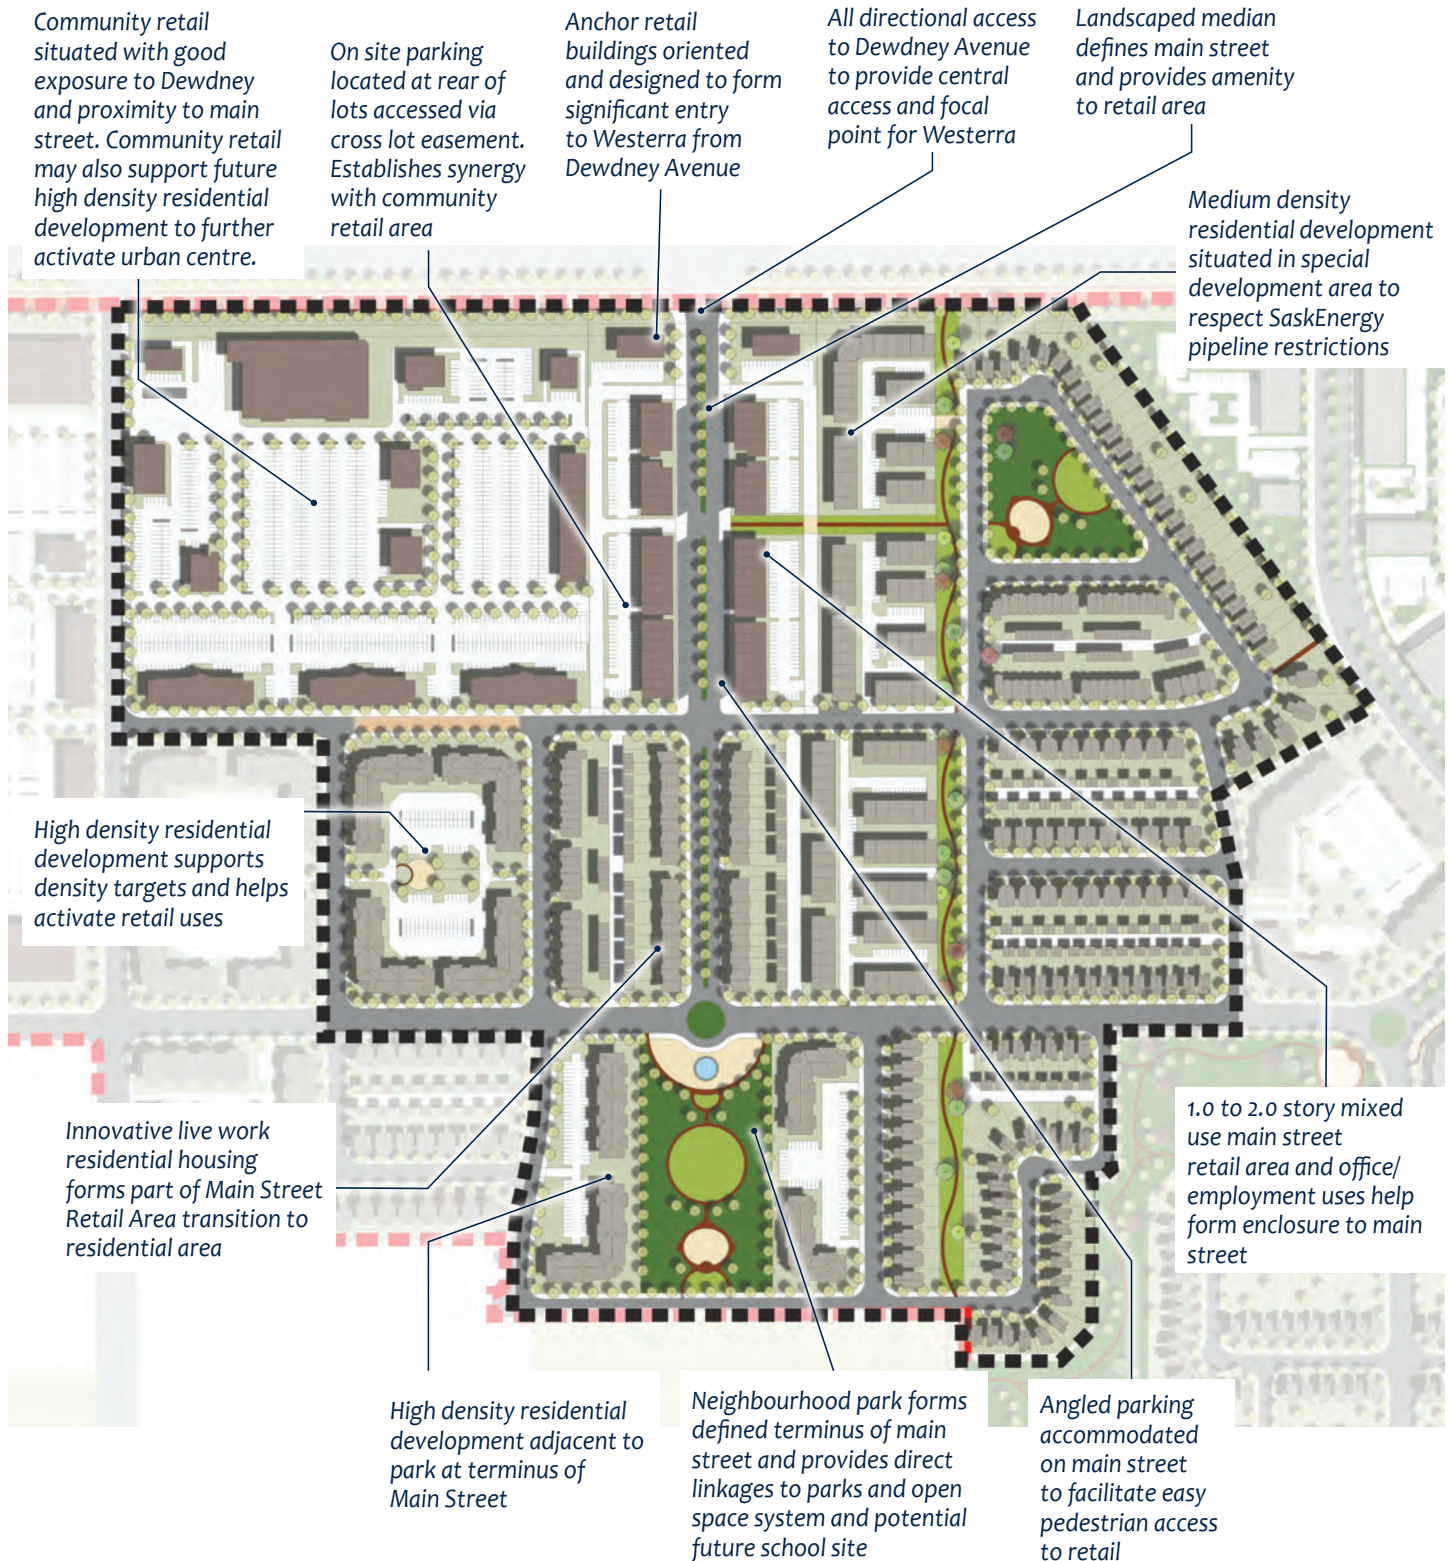 Community retail
situated with good
exposure to Dewdney
and proximity to main
street. Community retail
may also support future
high density residential
development to further
activate urban centre.
On site parking
located at rear of
lots accessed via
cross lot easement.
Establishes synergy
with community
retail area
Anchor retail
buildings oriented
and designed to form
significant entry
to Westerra from
Dewdney Avenue
All directional access
to Dewdney Avenue
to provide central
access and focal
point for Westerra
Landscaped median
defines main street
and provides amenity
to retail area
Medium density
residential development
situated in special
development area to
respect SaskEnergy
pipeline restrictions
High density residential
development supports
density targets and helps
activate retail uses
Innovative live work
residential housing
forms part of Main Street
Retail Area transition to
residential area
1.0 to 2.0 story mixed
use main street
retail area and office/
employment uses help
form enclosure to main
street
High density residential
development adjacent to
park at terminus of
Main Street
Neighbourhood park forms
defined terminus of main
street and provides direct
linkages to parks and open
space system and potential
future school site
Angled parking
accommodated
on main street
to facilitate easy
pedestrian access
to retail